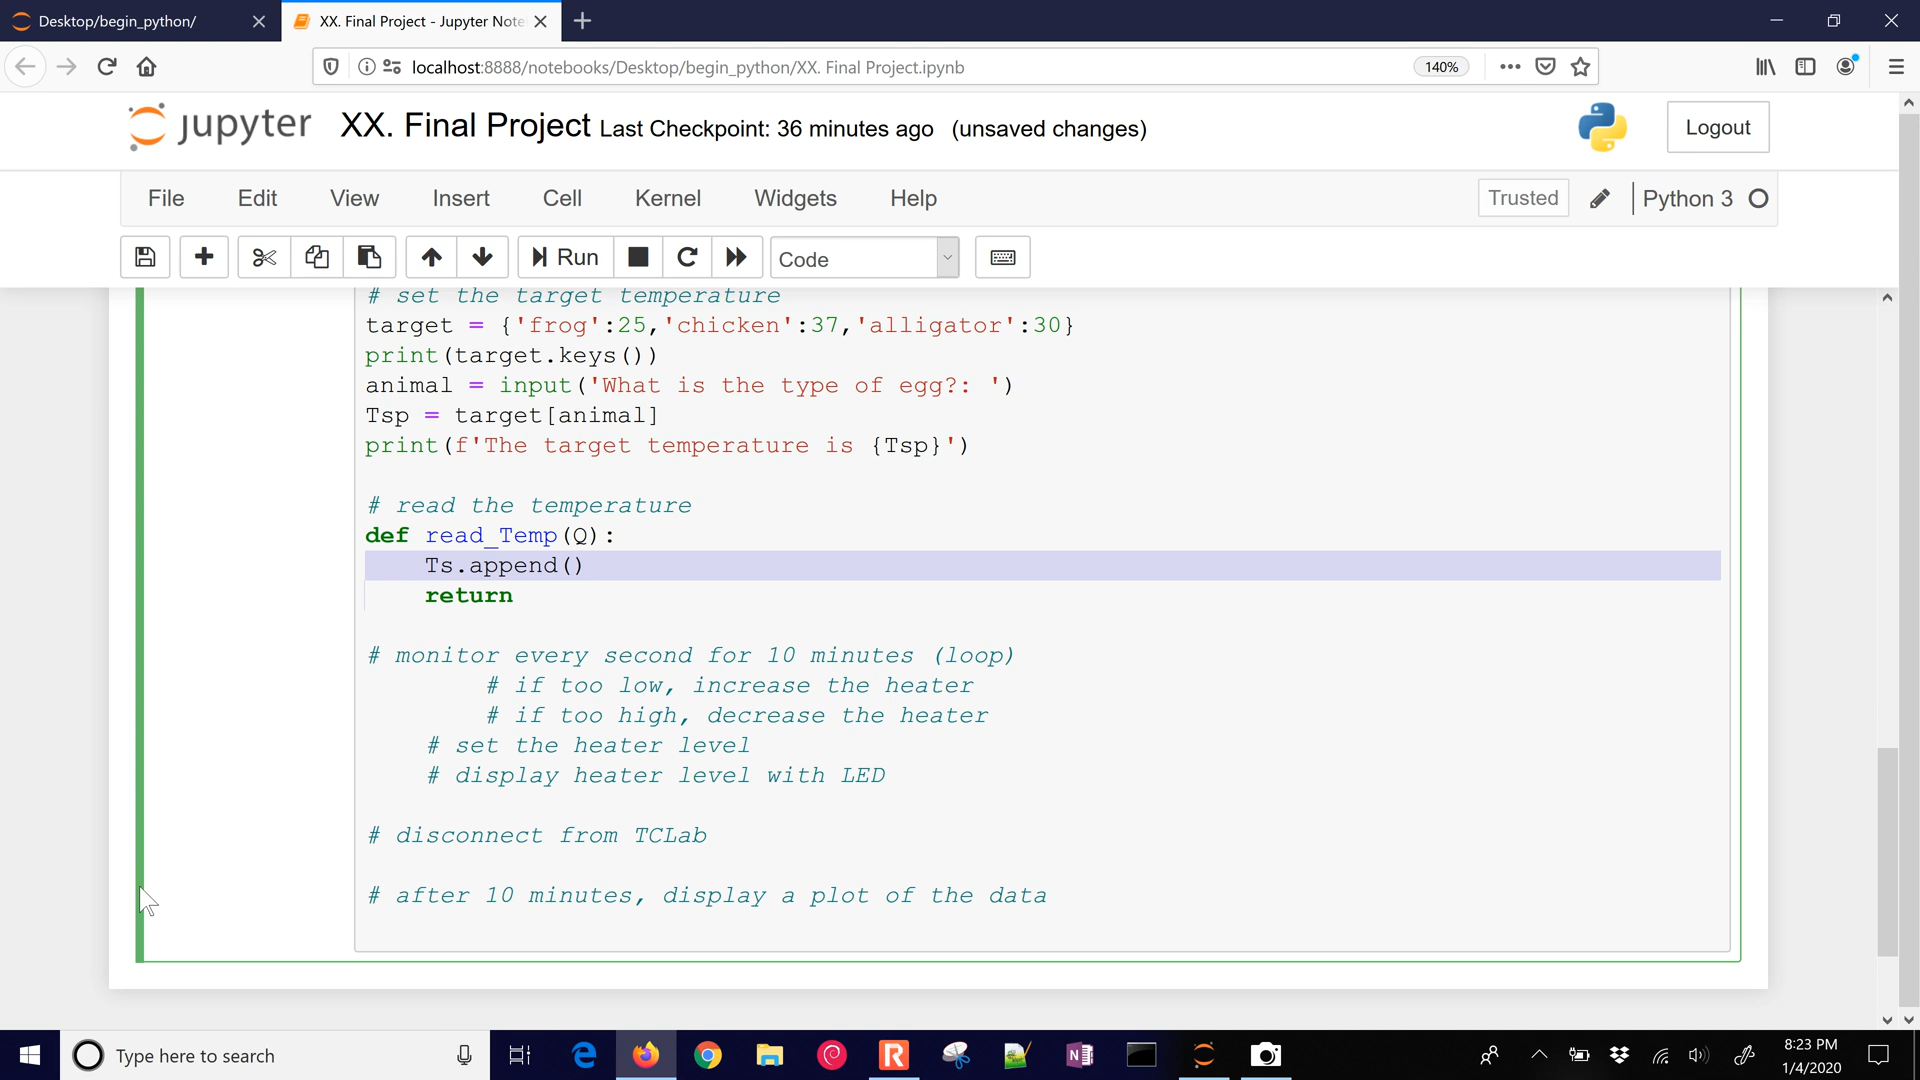 Desktop/begin_python/
XX. Final Project - Jupyter Note
localhost:8888/notebooks/Desktop/begin_python/XX. Final Project.ipynb
140%
jupyter
XX. Final Project Last Checkpoint: 36 minutes ago (unsaved changes)
Logout
File Edit View Insert Cell Kernel Widgets Help
Trusted
Python 3
Run
Code
# set the target temperature
target = {'frog':25,'chicken':37,'alligator':30}
print(target.keys())
animal = input('What is the type of egg?: ')
Tsp = target[animal]
print(f'The target temperature is {Tsp}')
# read the temperature
def read_Temp(Q):
Ts.append()
return
# monitor every second for 10 minutes (loop)
# if too low, increase the heater
# if too high, decrease the heater
# set the heater level
# display heater level with LED
# disconnect from TCLab
# after 10 minutes, display a plot of the data
Type here to search
8:23 PM
1/4/2020